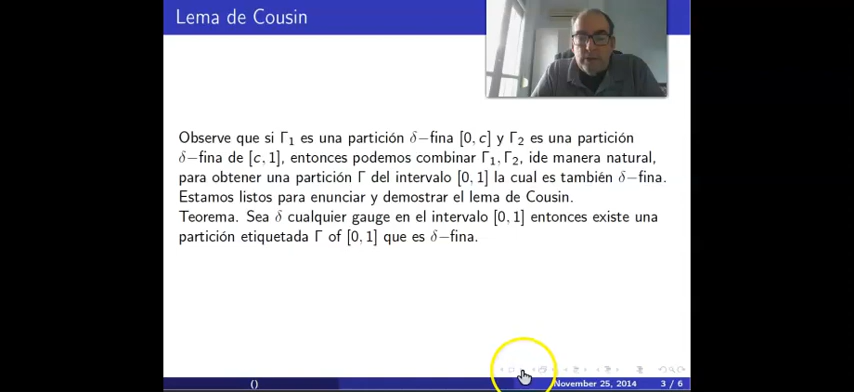 Lema de Cousin
Observe que si Γ₁ es una partición δ−fina [0, c] y Γ₂ es una partición
δ−fina de [c, 1], entonces podemos combinar Γ₁, Γ₂, ide manera natural,
para obtener una partición Γ del intervalo [0, 1] la cual es también δ−fina.
Estamos listos para enunciar y demostrar el lema de Cousin.
Teorema. Sea δ cualquier gauge en el intervalo [0, 1] entonces existe una
partición etiquetada Γ of [0, 1] que es δ−fina.
() November 25, 2014 3 / 6